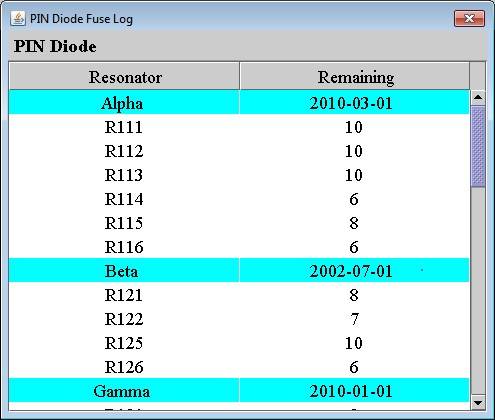 PIN Diode Fuse Log
PIN Diode
Resonator Remaining
Alpha 2010-03-01
R111 10
R112 10
R113 10
R114 6
R115 8
R116 6
Beta 2002-07-01
R121 8
R122 7
R125 10
R126 6
Gamma 2010-01-01